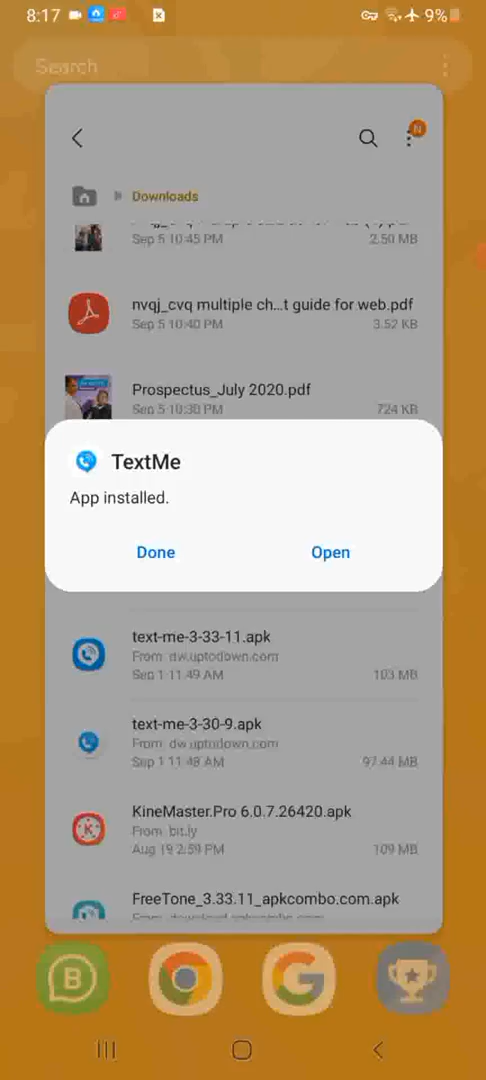 8:17
9%
Search
N
Downloads
Sep 5 10:45 PM 2.50 MB
nvqj_cvq multiple ch...t guide for web.pdf
Sep 5 10:40 PM 3.52 KB
Prospectus_July 2020.pdf
Sep 5 10:30 PM 724 KB
TextMe
App installed.
Done Open
text-me-3-33-11.apk
From: dw.uptodown.com
Sep 1 11:49 AM 103 MB
text-me-3-30-9.apk
From: dw.uptodown.com
Sep 1 11:48 AM 97.44 MB
KineMaster.Pro 6.0.7.26420.apk
From: bit.ly
Aug 19 2:59 PM 109 MB
FreeTone_3.33.11_apkcombo.com.apk
From: download.apkcombo.com
B